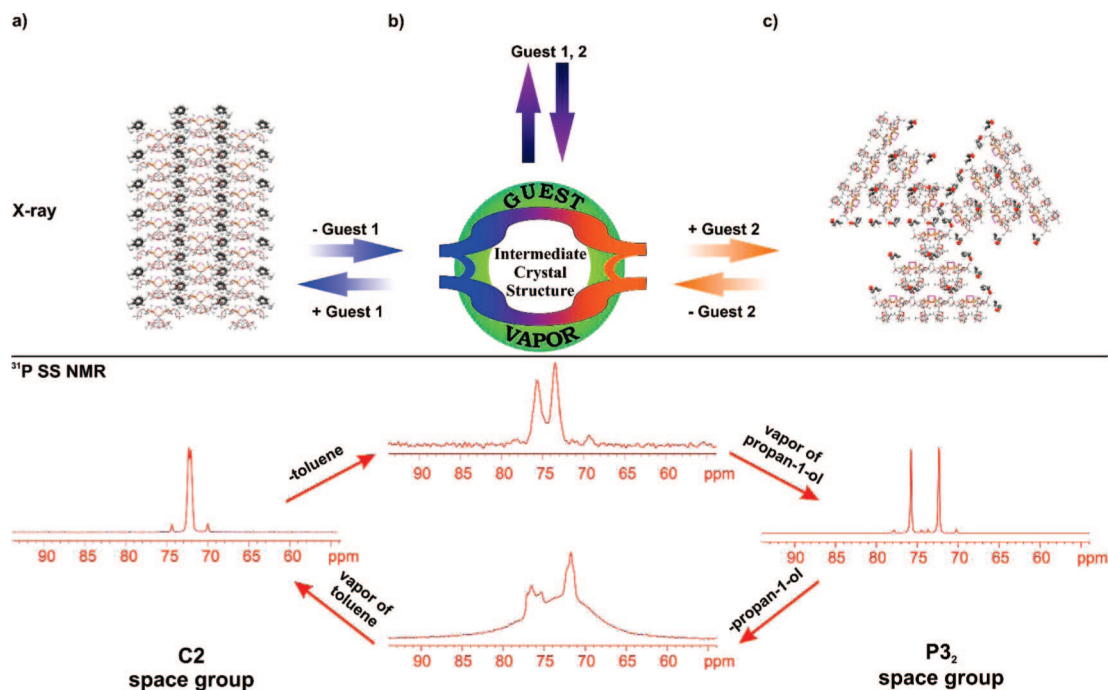 a)
b)
c)
Guest 1, 2
X-ray
- Guest 1
+ Guest 1
GUEST
Intermediate
Crystal
Structure
VAPOR
+ Guest 2
- Guest 2
³¹P SS NMR
90 85 80 75 70 65 60 ppm
-toluene
vapor of
propan-1-ol
90 85 80 75 70 65 60 ppm
90 85 80 75 70 65 60 ppm
vapor of
toluene
-propan-1-ol
90 85 80 75 70 65 60 ppm
C2
space group
P3₂
space group